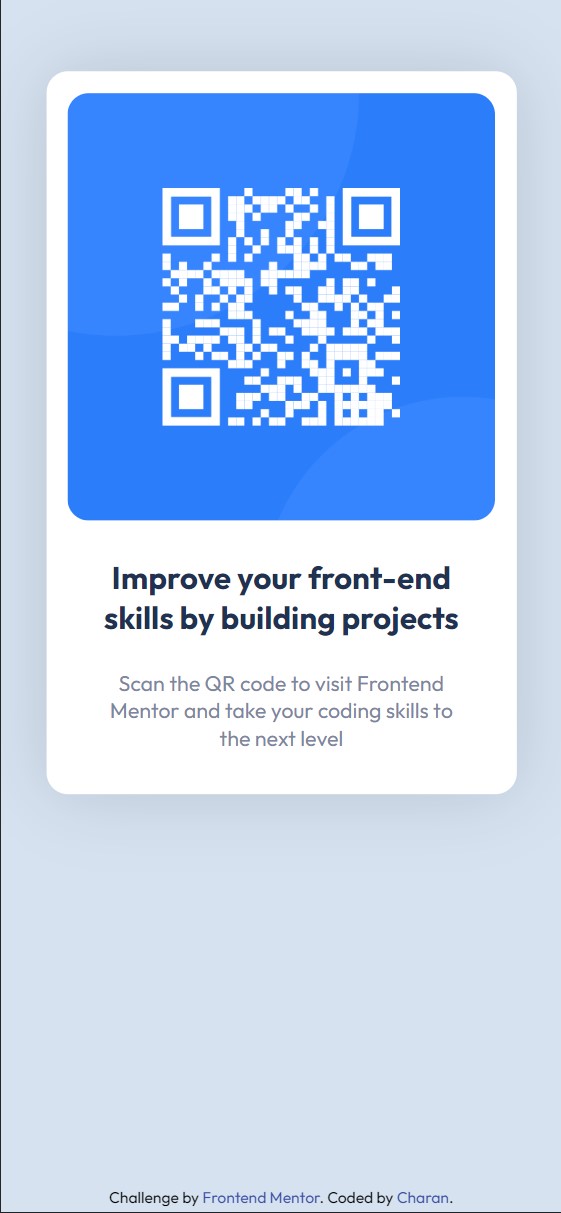 Improve your front-end
skills by building projects
Scan the QR code to visit Frontend
Mentor and take your coding skills to
the next level
Challenge by Frontend Mentor. Coded by Charan.